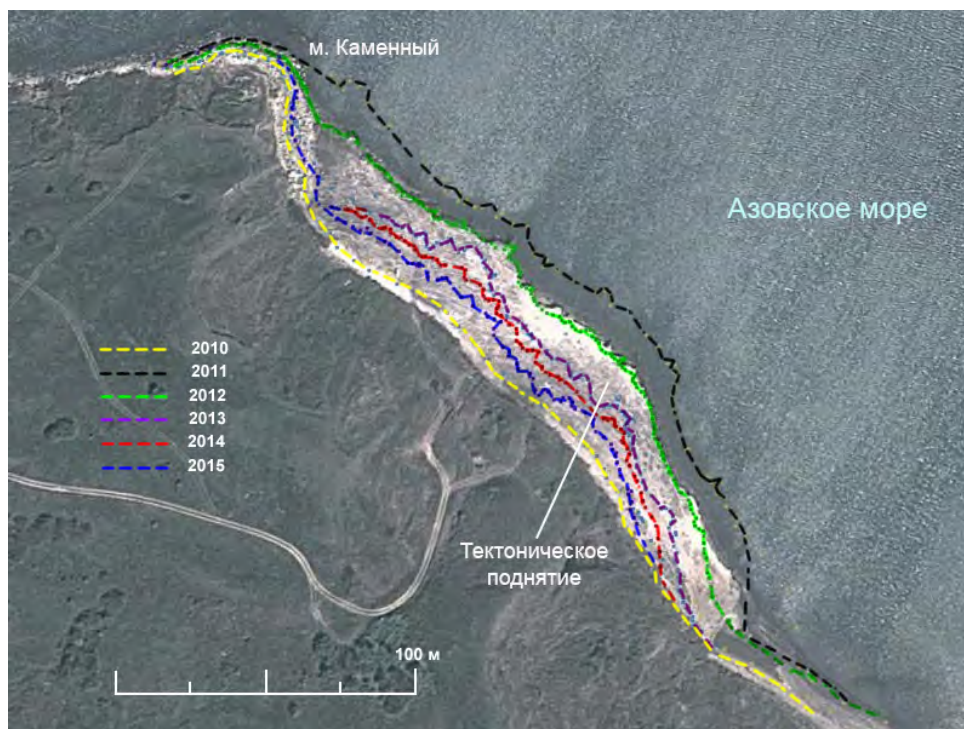 м. Каменный
Азовское море
2010
2011
2012
2013
2014
2015
Тектоническое
поднятие
100 м